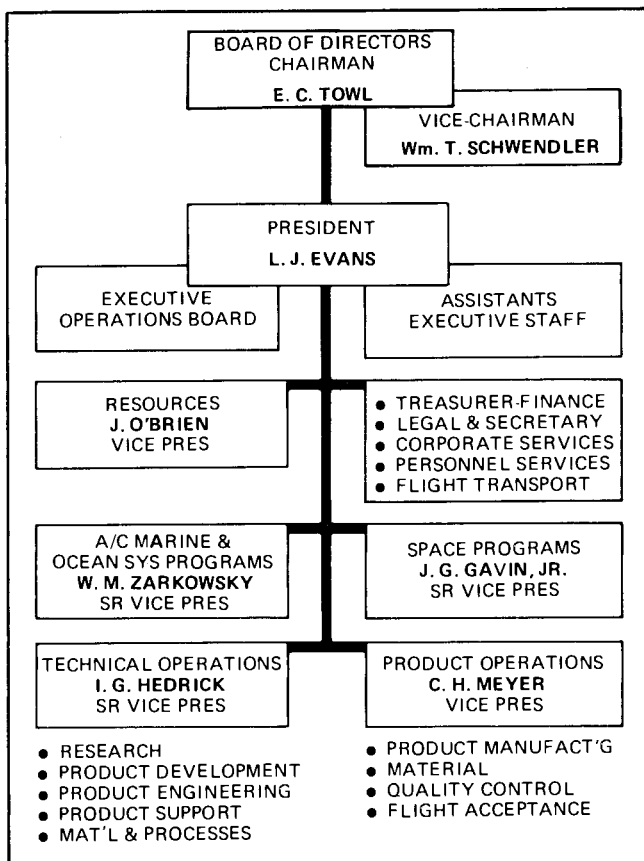 BOARD OF DIRECTORS
CHAIRMAN
E. C. TOWL
VICE-CHAIRMAN
Wm. T. SCHWENDLER
PRESIDENT
L. J. EVANS
EXECUTIVE
OPERATIONS BOARD
ASSISTANTS
EXECUTIVE STAFF
RESOURCES
J. O'BRIEN
VICE PRES
• TREASURER-FINANCE
• LEGAL & SECRETARY
• CORPORATE SERVICES
• PERSONNEL SERVICES
• FLIGHT TRANSPORT
A/C MARINE &
OCEAN SYS PROGRAMS
W. M. ZARKOWSKY
SR VICE PRES
SPACE PROGRAMS
J. G. GAVIN, JR.
SR VICE PRES
TECHNICAL OPERATIONS
I. G. HEDRICK
SR VICE PRES
PRODUCT OPERATIONS
C. H. MEYER
VICE PRES
• RESEARCH
• PRODUCT DEVELOPMENT
• PRODUCT ENGINEERING
• PRODUCT SUPPORT
• MAT'L & PROCESSES
• PRODUCT MANUFACT'G
• MATERIAL
• QUALITY CONTROL
• FLIGHT ACCEPTANCE